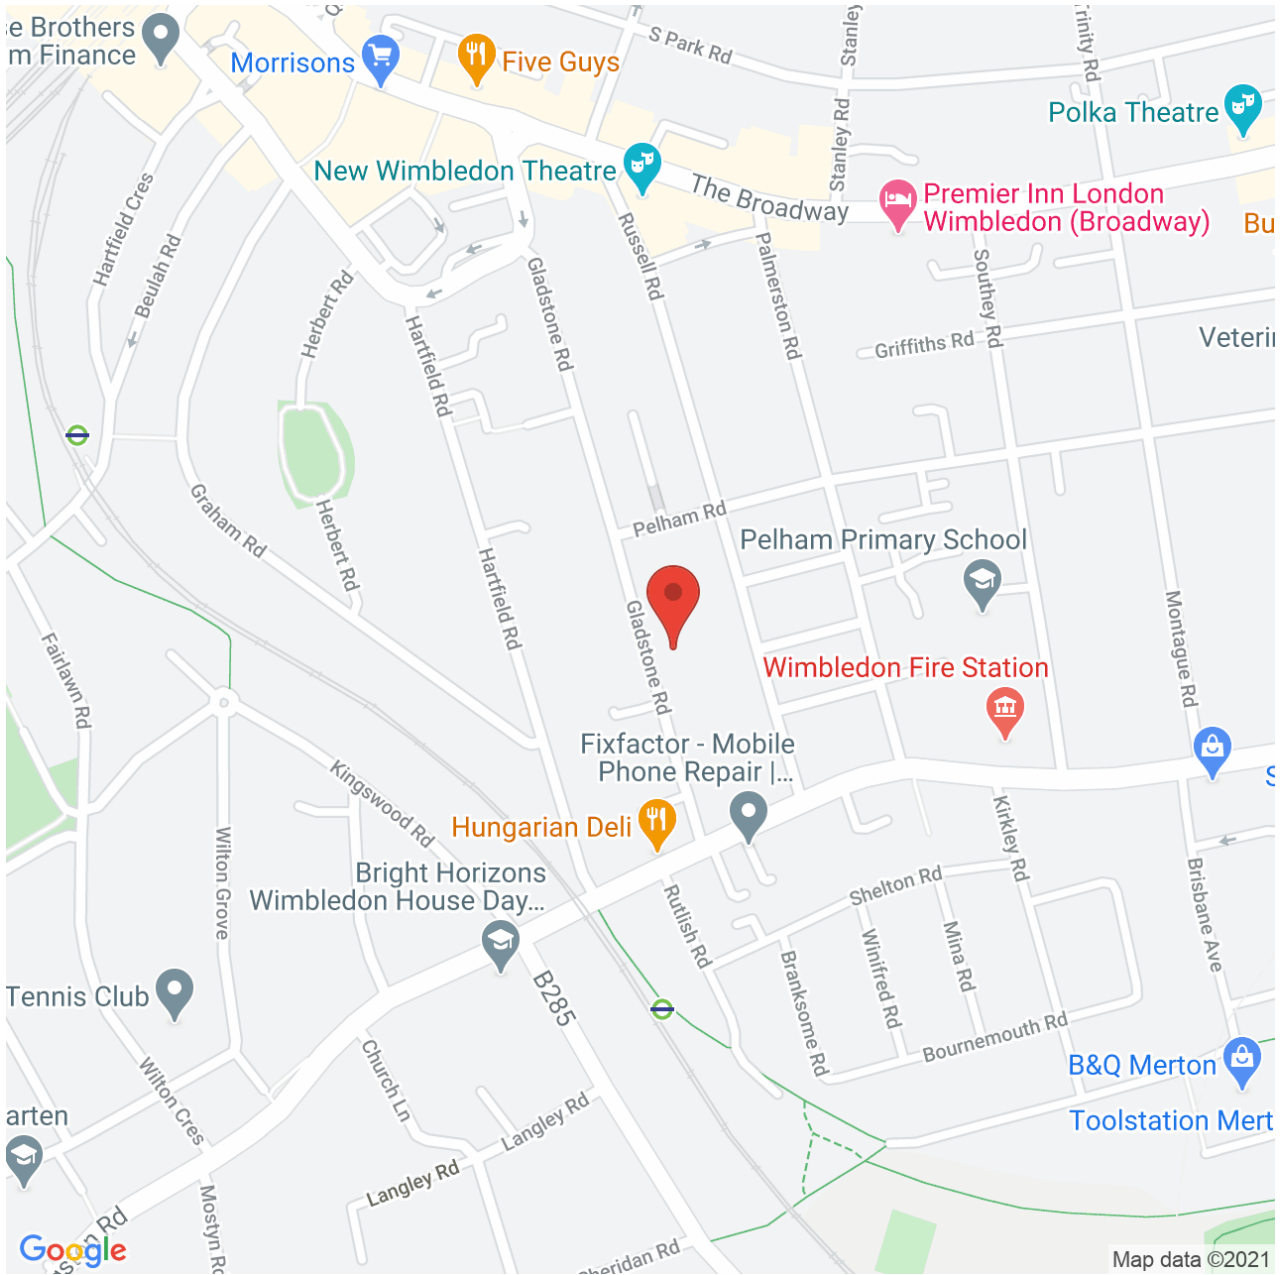 ce Brothers
m Finance
Morrisons
Five Guys
S Park Rd
Stanley
Trinity Rd
Polka Theatre
New Wimbledon Theatre
The Broadway
Stanley Rd
Premier Inn London
Wimbledon (Broadway)
Bu
Hartfield Cres
Beulah Rd
Herbert Rd
Hartfield Rd
Gladstone Rd
Russell Rd
Palmerston Rd
Southey Rd
Griffiths Rd
Veterin
Graham Rd
Herbert Rd
Hartfield Rd
Pelham Rd
Pelham Primary School
Gladstone Rd
Montague Rd
Wimbledon Fire Station
Fairlawn Rd
Fixfactor - Mobile
Phone Repair |...
Kingswood Rd
Wilton Grove
Hungarian Deli
Kirkley Rd
S
Bright Horizons
Wimbledon House Day...
Shelton Rd
Brisbane Ave
Rutlish Rd
Winifred Rd
Mina Rd
Branksome Rd
Tennis Club
B285
Bournemouth Rd
Church Ln
Wilton Cres
B&Q Merton
Toolstation Mert
arten
Langley Rd
Langley Rd
Mostyn Rd
Sheridan Rd
Google
Map data ©2021